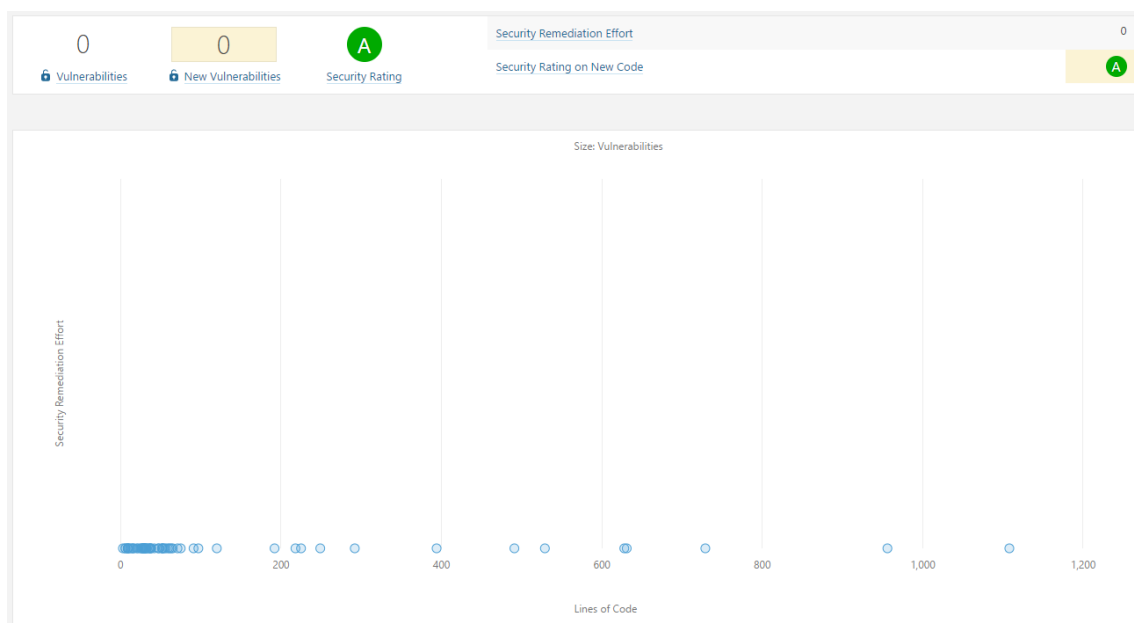 0
0
A
Vulnerabilities
New Vulnerabilities
Security Rating
Security Remediation Effort
0
Security Rating on New Code
A
Size: Vulnerabilities
Security Remediation Effort
0
200
400
600
800
1,000
1,200
Lines of Code